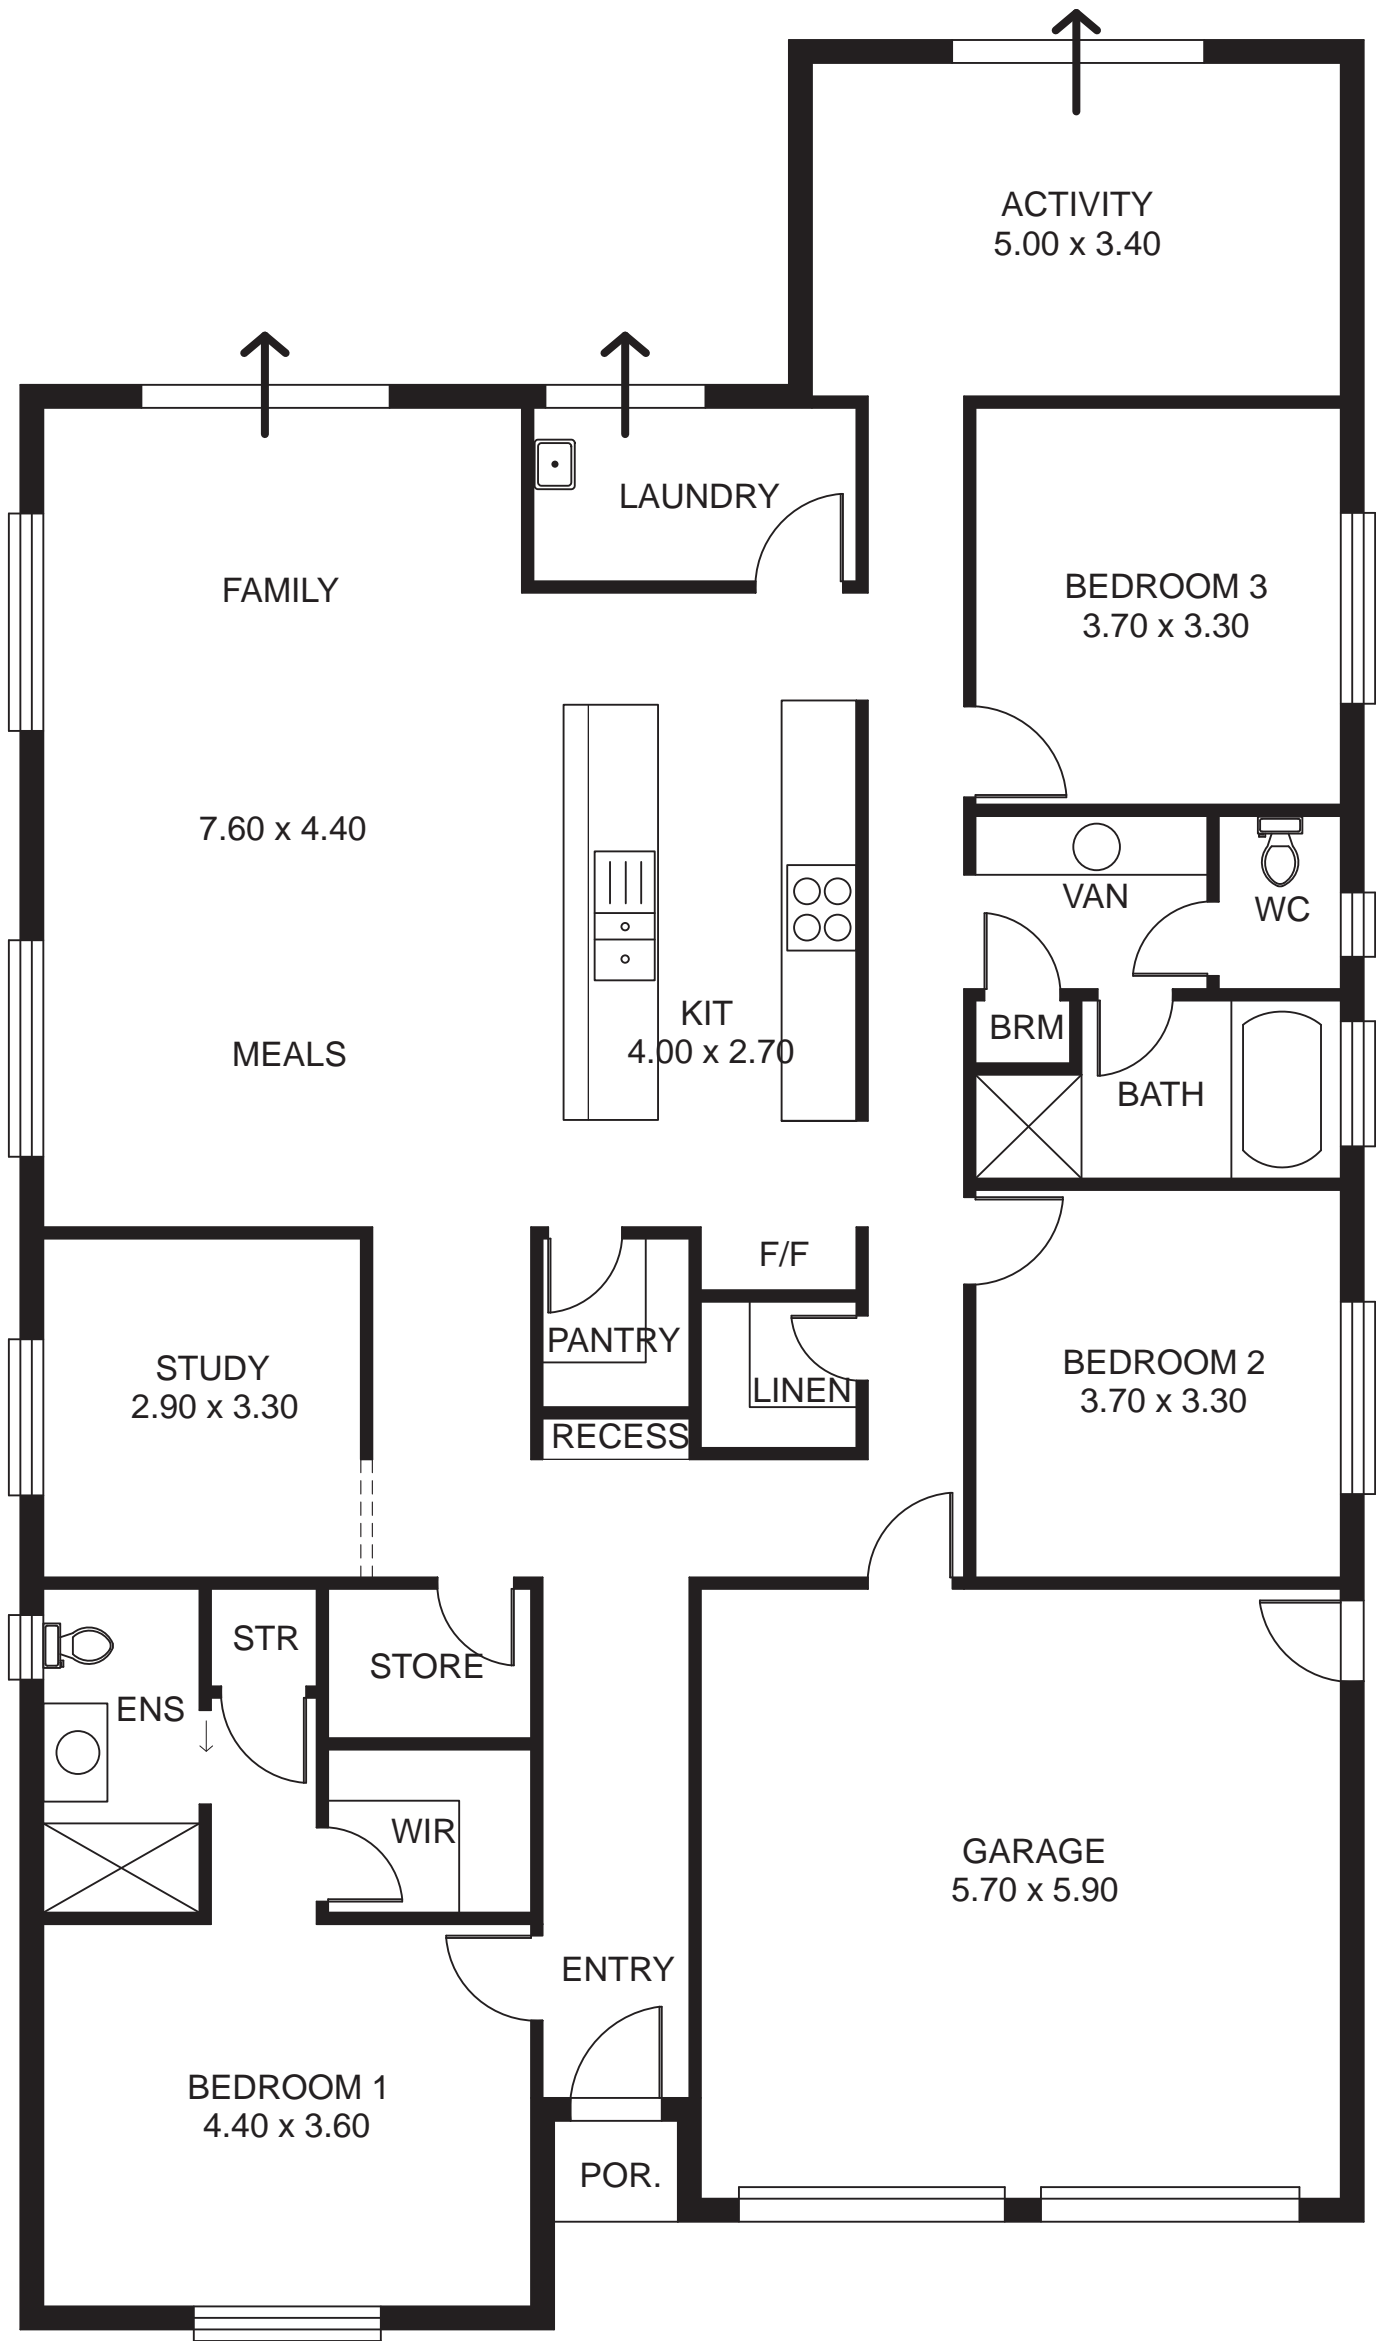 ACTIVITY
5.00 x 3.40
LAUNDRY
FAMILY
BEDROOM 3
3.70 x 3.30
7.60 x 4.40
VAN
WC
KIT
4.00 x 2.70
MEALS
BRM
BATH
F/F
PANTRY
STUDY
2.90 x 3.30
LINEN
RECESS
BEDROOM 2
3.70 x 3.30
STR
STORE
ENS
WIR
GARAGE
5.70 x 5.90
ENTRY
BEDROOM 1
4.40 x 3.60
POR.